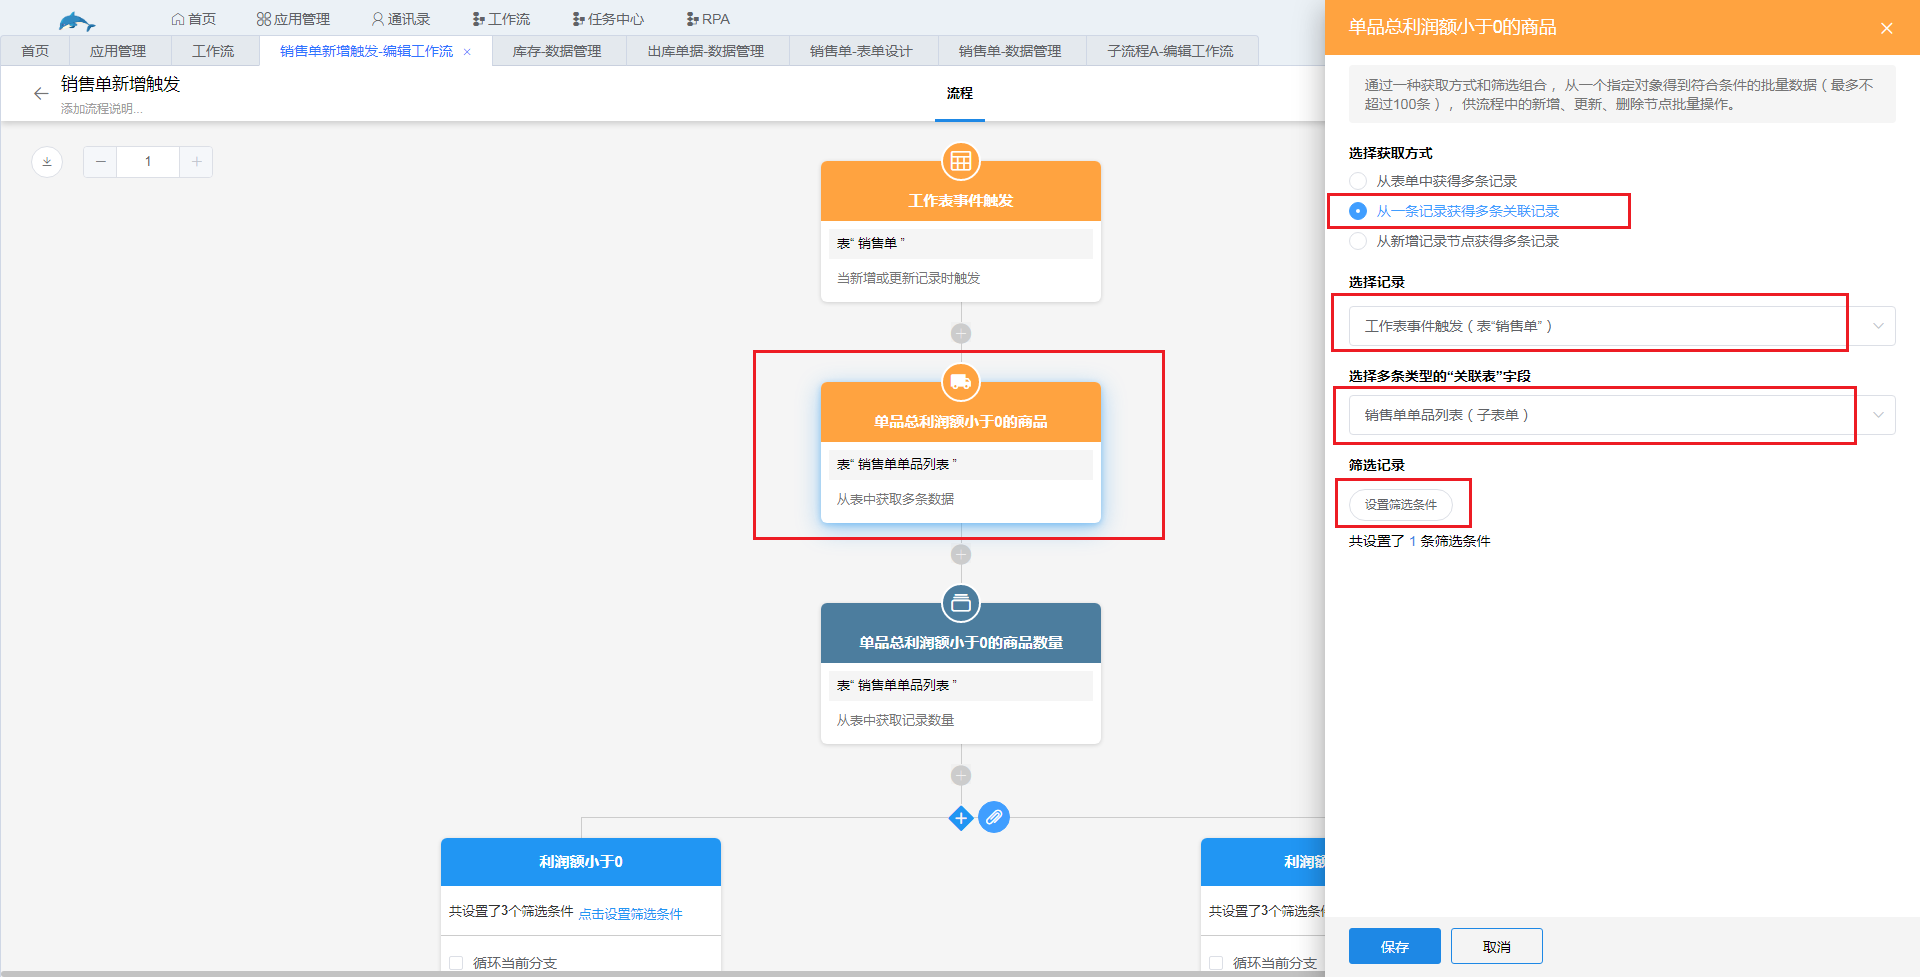 首页 应用管理 通讯录 工作流 任务中心 RPA
首页 应用管理 工作流 销售单新增触发-编辑工作流 × 库存-数据管理 出库单据-数据管理 销售单-表单设计 销售单-数据管理 子流程A-编辑工作流
销售单新增触发
添加流程说明...
流程
1
工作表事件触发
表“ 销售单 ”
当新增或更新记录时触发
单品总利润额小于0的商品
表“ 销售单单品列表 ”
从表中获取多条数据
单品总利润额小于0的商品数量
表“ 销售单单品列表 ”
从表中获取记录数量
利润额小于0
共设置了3个筛选条件 点击设置筛选条件
循环当前分支
利润额
共设置了3个筛选条
循环当前分支
单品总利润额小于0的商品
通过一种获取方式和筛选组合 ，从一个指定对象得到符合条件的批量数据（ 最多不
超过100条 ），供流程中的新增、更新、删除节点批量操作。
选择获取方式
从表单中获得多条记录
从一条记录获得多条关联记录
从新增记录节点获得多条记录
选择记录
工作表事件触发（ 表“销售单” ）
选择多条类型的“关联表”字段
销售单单品列表（ 子表单 ）
筛选记录
设置筛选条件
共设置了 1 条筛选条件
保存 取消